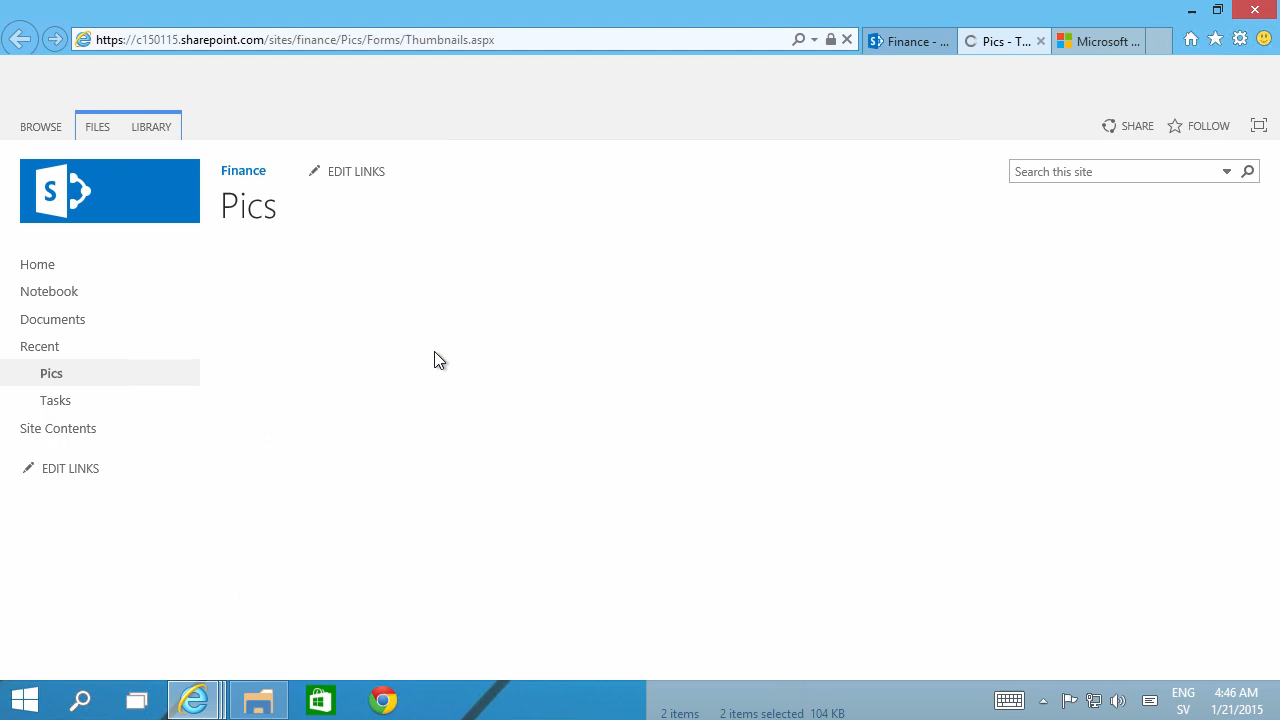 https://c150115.sharepoint.com/sites/finance/Pics/Forms/Thumbnails.aspx
Finance - ...
Pics - T...
Microsoft ...
BROWSE
FILES
LIBRARY
SHARE
FOLLOW
S
Finance
EDIT LINKS
Search this site
Pics
Home
Notebook
Documents
Recent
Pics
Tasks
Site Contents
EDIT LINKS
2 items 2 items selected 104 KB
ENG
SV
4:46 AM
1/21/2015